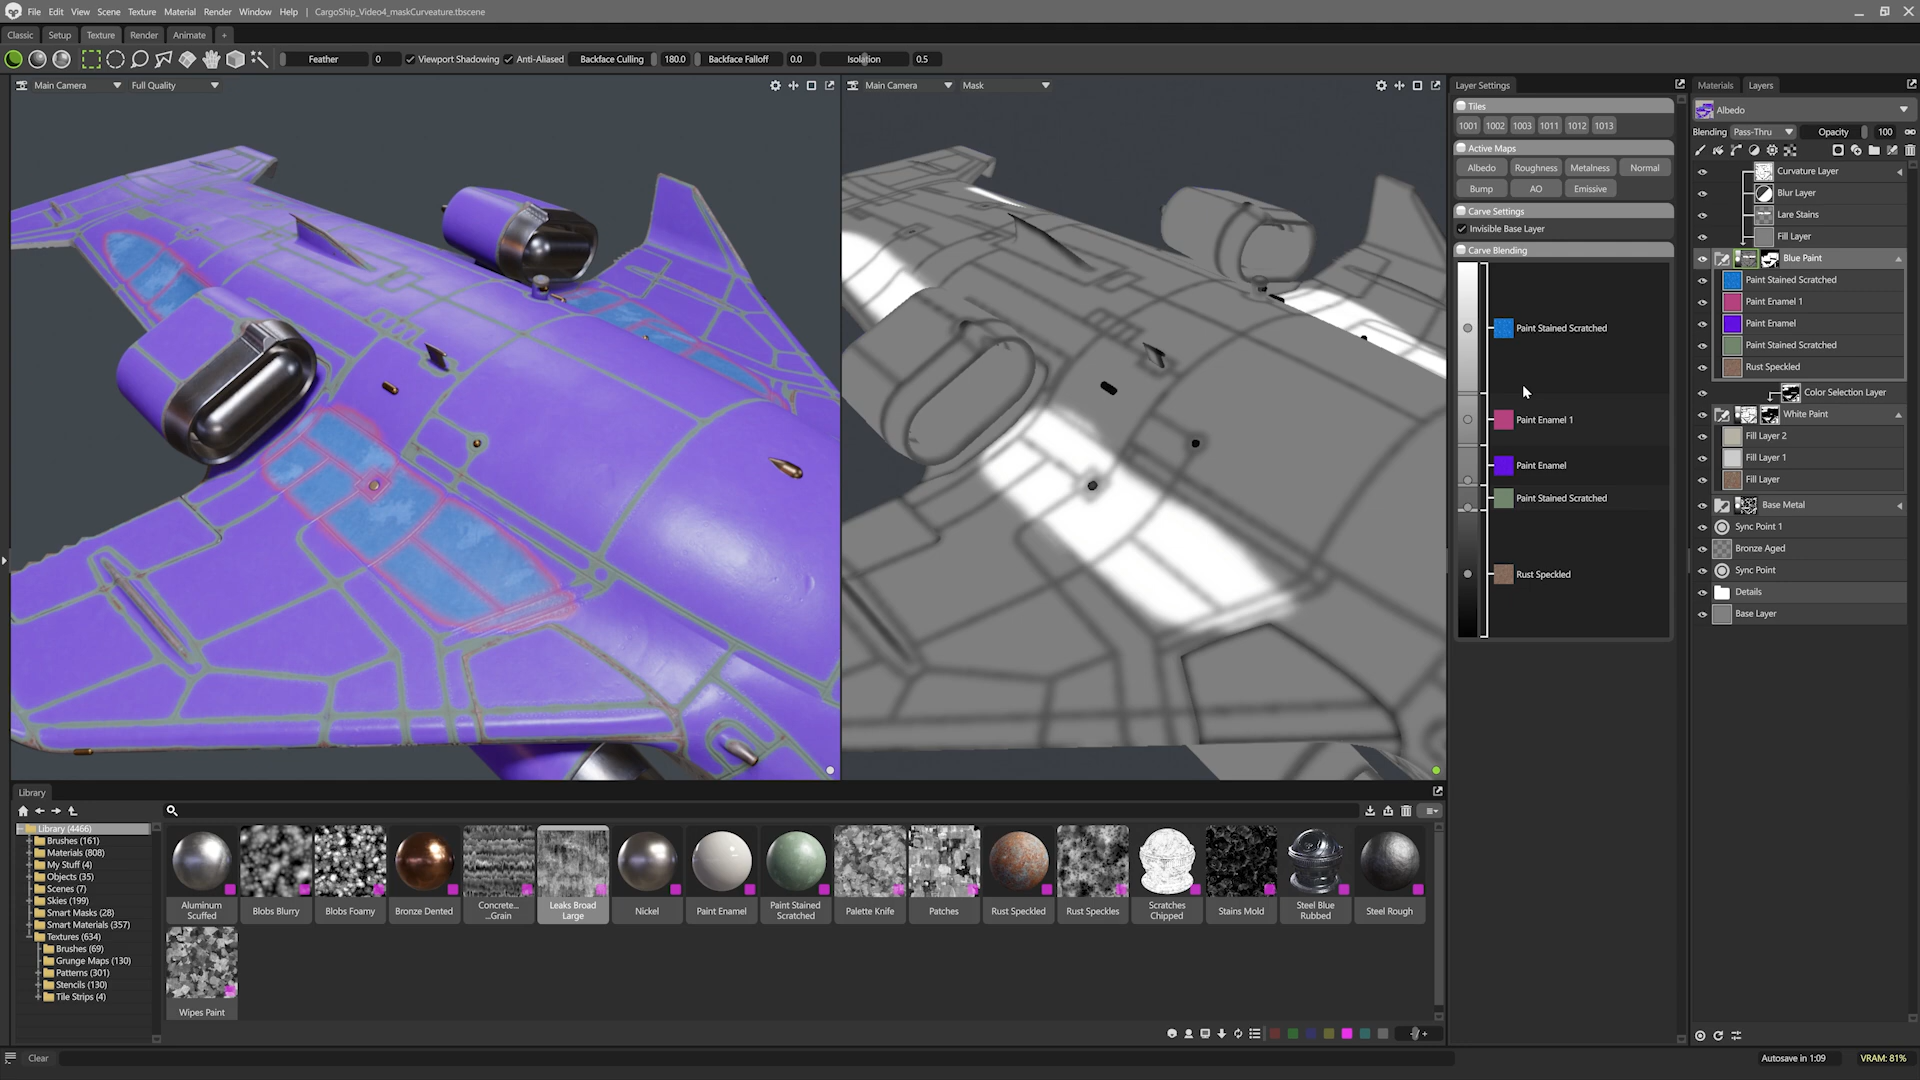 File Edit View Scene Texture Material Render Window Help | CargoShip_Video4_maskCurveature.tbscene
Classic Setup Texture Render Animate +
Feather 0 Viewport Shadowing Anti-Aliased Backface Culling 180.0 Backface Falloff 0.0 Isolation 0.5
Main Camera Full Quality
Main Camera Mask
Layer Settings
Tiles
1001 1002 1003 1011 1012 1013
Active Maps
Albedo Roughness Metalness Normal
Bump AO Emissive
Carve Settings
Invisible Base Layer
Carve Blending
Paint Stained Scratched
Paint Enamel 1
Paint Enamel
Paint Stained Scratched
Rust Speckled
Materials Layers
Albedo
Blending Pass-Thru Opacity 100
Curvature Layer
Blur Layer
Lare Stains
Fill Layer
Blue Paint
Paint Stained Scratched
Paint Enamel 1
Paint Enamel
Paint Stained Scratched
Rust Speckled
Color Selection Layer
White Paint
Fill Layer 2
Fill Layer 1
Fill Layer
Base Metal
Sync Point 1
Bronze Aged
Sync Point
Details
Base Layer
Library
Library (4466)
Brushes (161)
Materials (808)
My Stuff (4)
Objects (35)
Scenes (7)
Skies (199)
Smart Masks (28)
Smart Materials (357)
Textures (634)
Brushes (69)
Grunge Maps (130)
Patterns (301)
Stencils (130)
Tile Strips (4)
Aluminum Scuffed
Blobs Blurry
Blobs Foamy
Bronze Dented
Concrete... ...Grain
Leaks Broad Large
Nickel
Paint Enamel
Paint Stained Scratched
Palette Knife
Patches
Rust Speckled
Rust Speckles
Scratches Chipped
Stains Mold
Steel Blue Rubbed
Steel Rough
Wipes Paint
Clear
Autosave in 1:09 VRAM: 81%